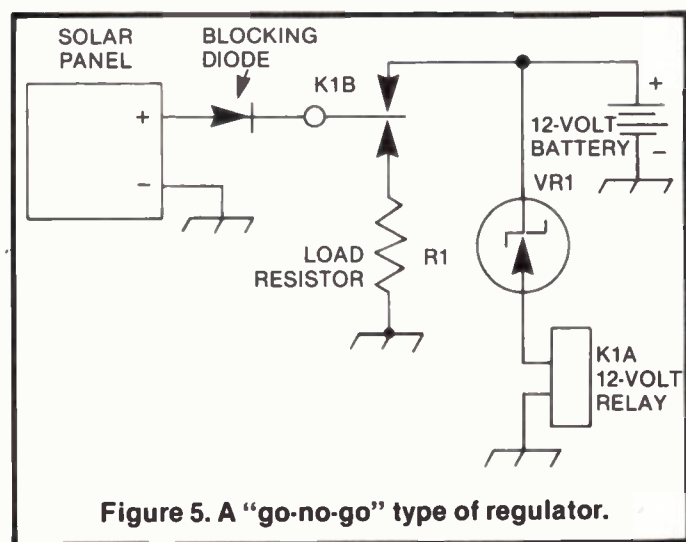 SOLAR
PANEL
BLOCKING
DIODE
K1B
+
−
+
12-VOLT
BATTERY
−
VR1
LOAD
RESISTOR
R1
K1A
12-VOLT
RELAY
Figure 5. A “go-no-go” type of regulator.